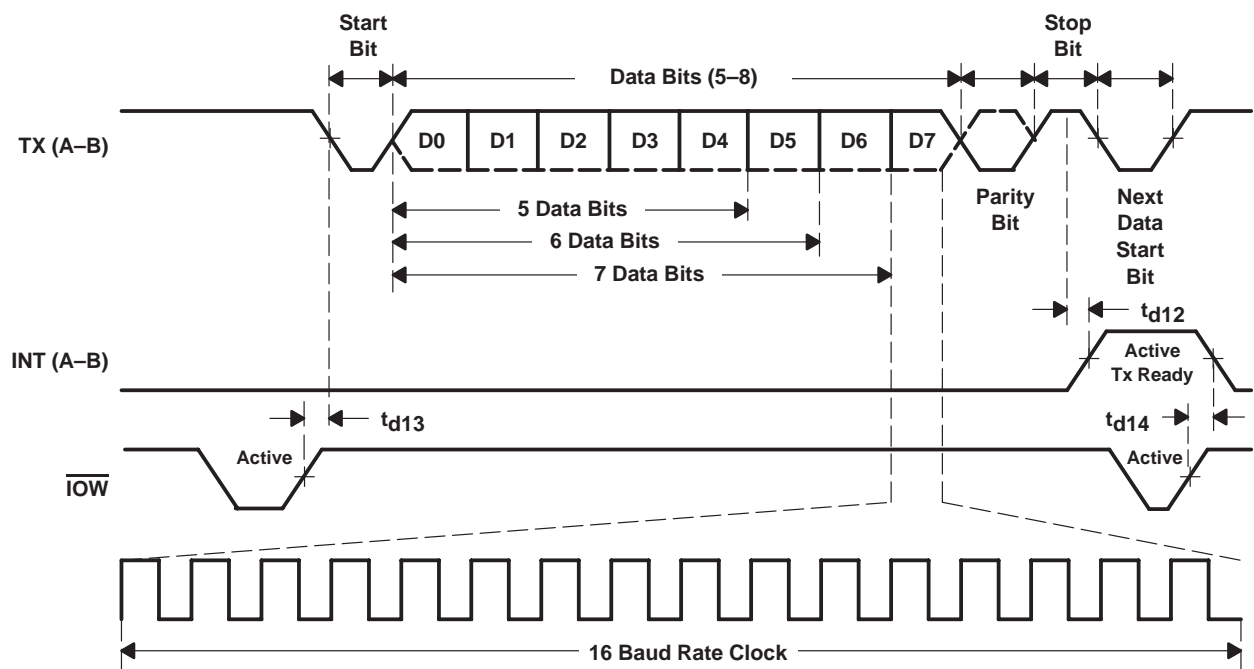 Start
Bit
Stop
Bit
Data Bits (5–8)
TX (A–B)
D0 D1 D2 D3 D4 D5 D6 D7
5 Data Bits
6 Data Bits
7 Data Bits
Parity
Bit
Next
Data
Start
Bit
td12
INT (A–B)
Active
Tx Ready
td13
td14
IOW
Active
Active
16 Baud Rate Clock